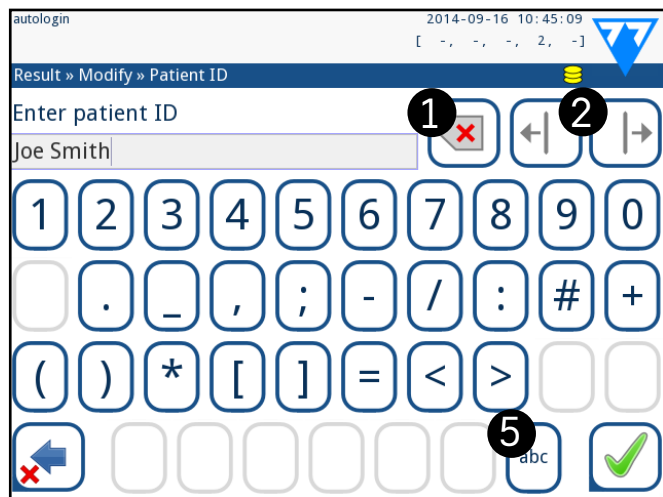 autologin 2014-09-16 10:45:09
[ -, -, -, 2, -]
Result » Modify » Patient ID
Enter patient ID
1 2
Joe Smith
1 2 3 4 5 6 7 8 9 0
. _ , ; - / : # +
( ) * [ ] = < >
5
abc